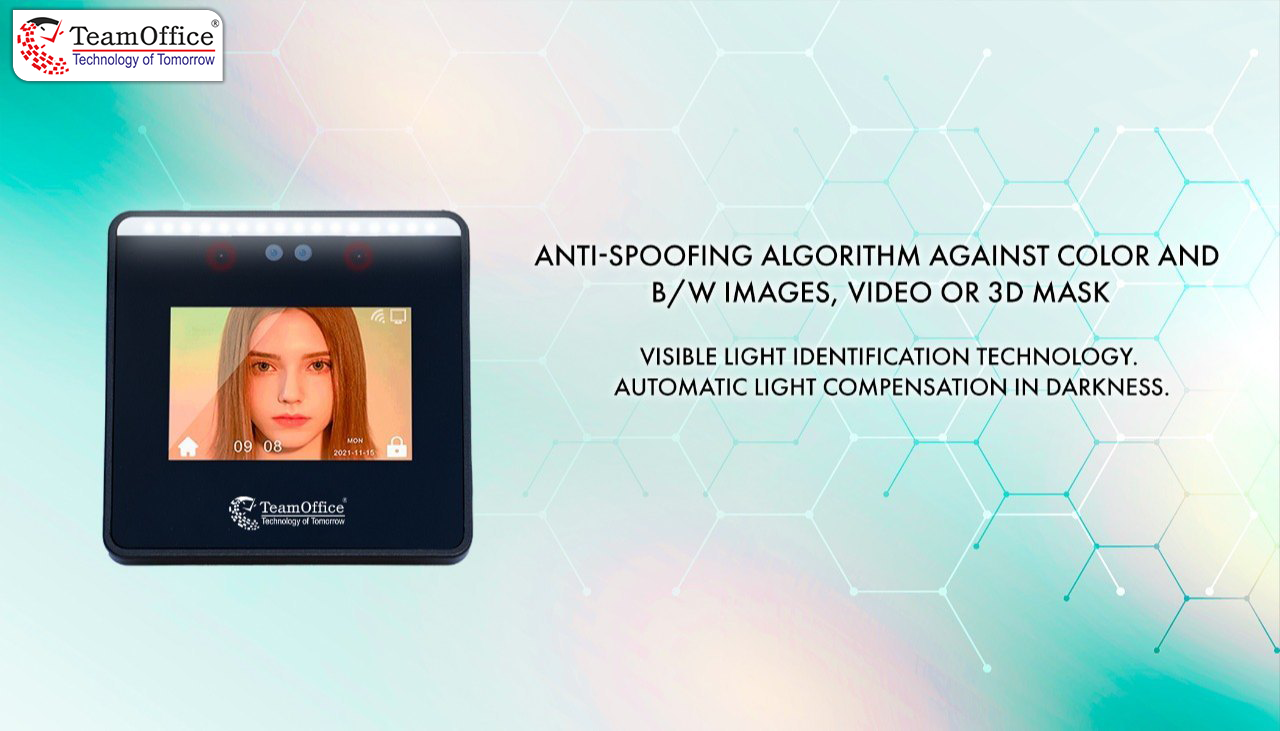 TeamOffice®
Technology of Tomorrow
ANTI-SPOOFING ALGORITHM AGAINST COLOR AND
B/W IMAGES, VIDEO OR 3D MASK
VISIBLE LIGHT IDENTIFICATION TECHNOLOGY.
AUTOMATIC LIGHT COMPENSATION IN DARKNESS.
09 08
MON
2021-11-15
TeamOffice®
Technology of Tomorrow